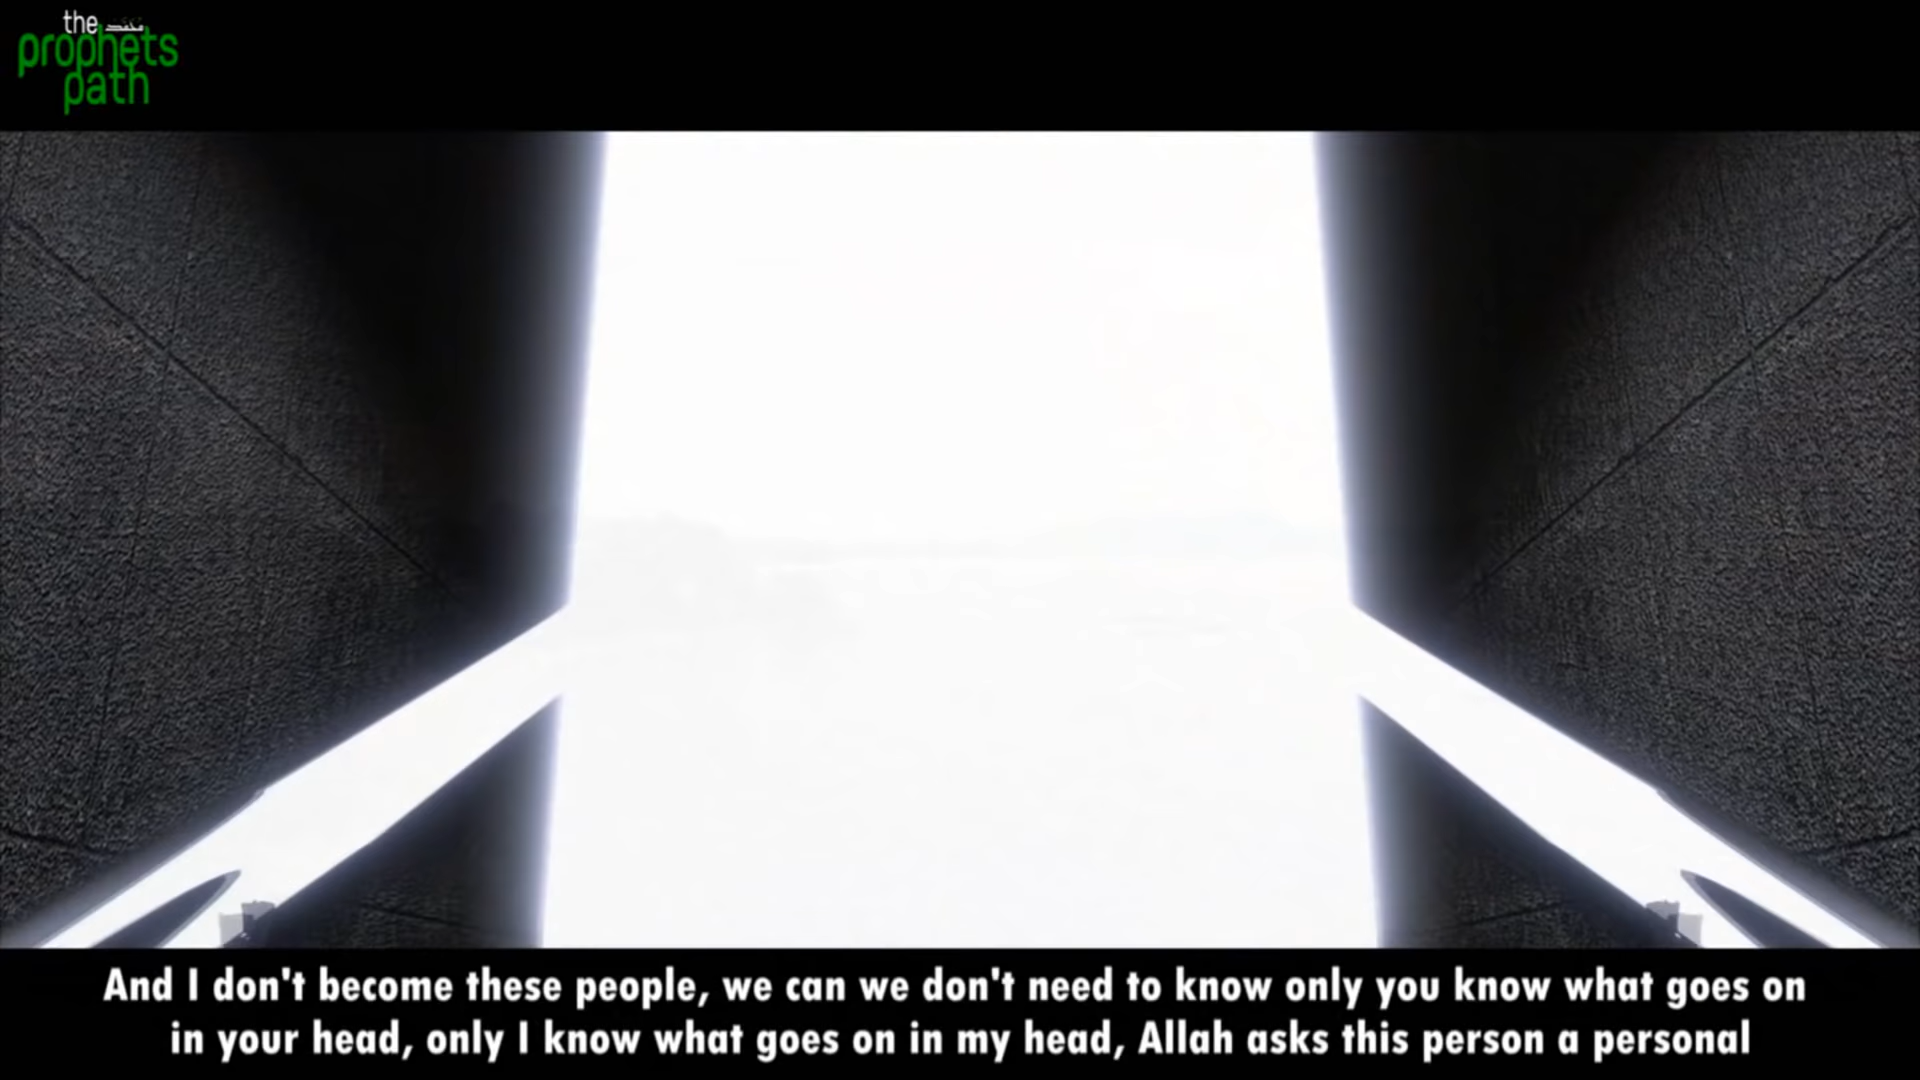 the محمد
prophets
path
And I don't become these people, we can we don't need to know only you know what goes on
in your head, only I know what goes on in my head, Allah asks this person a personal